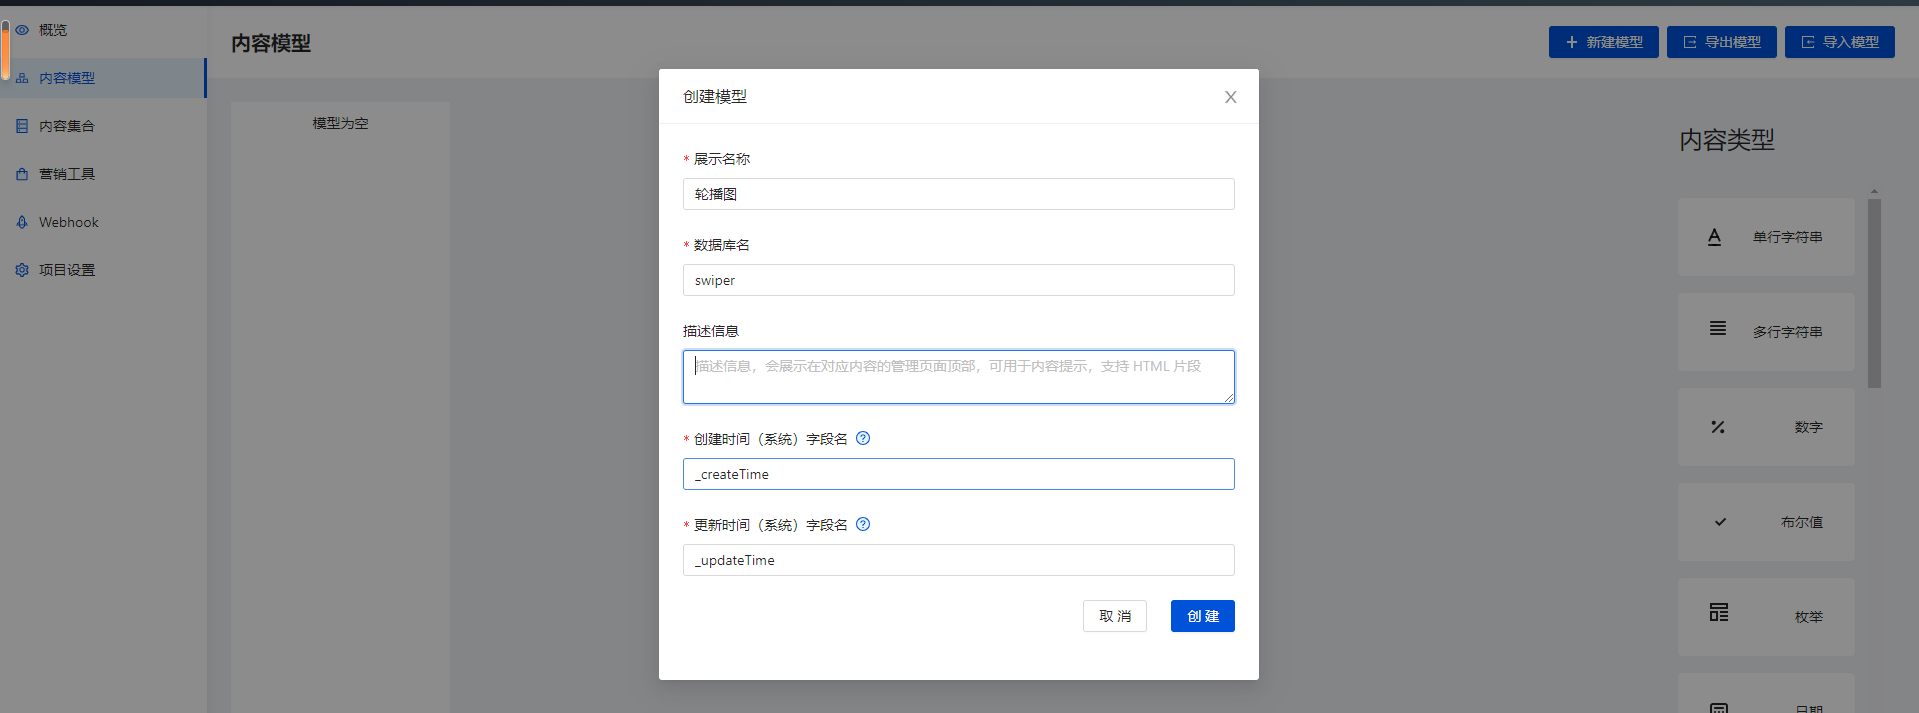 概览
内容模型
内容集合
营销工具
Webhook
项目设置
内容模型
新建模型
导出模型
导入模型
模型为空
创建模型
* 展示名称
轮播图
* 数据库名
swiper
描述信息
描述信息，会展示在对应内容的管理页面顶部，可用于内容提示，支持 HTML 片段
* 创建时间（系统）字段名
_createTime
* 更新时间（系统）字段名
_updateTime
取 消
创 建
内容类型
单行字符串
多行字符串
数字
布尔值
枚举
日期